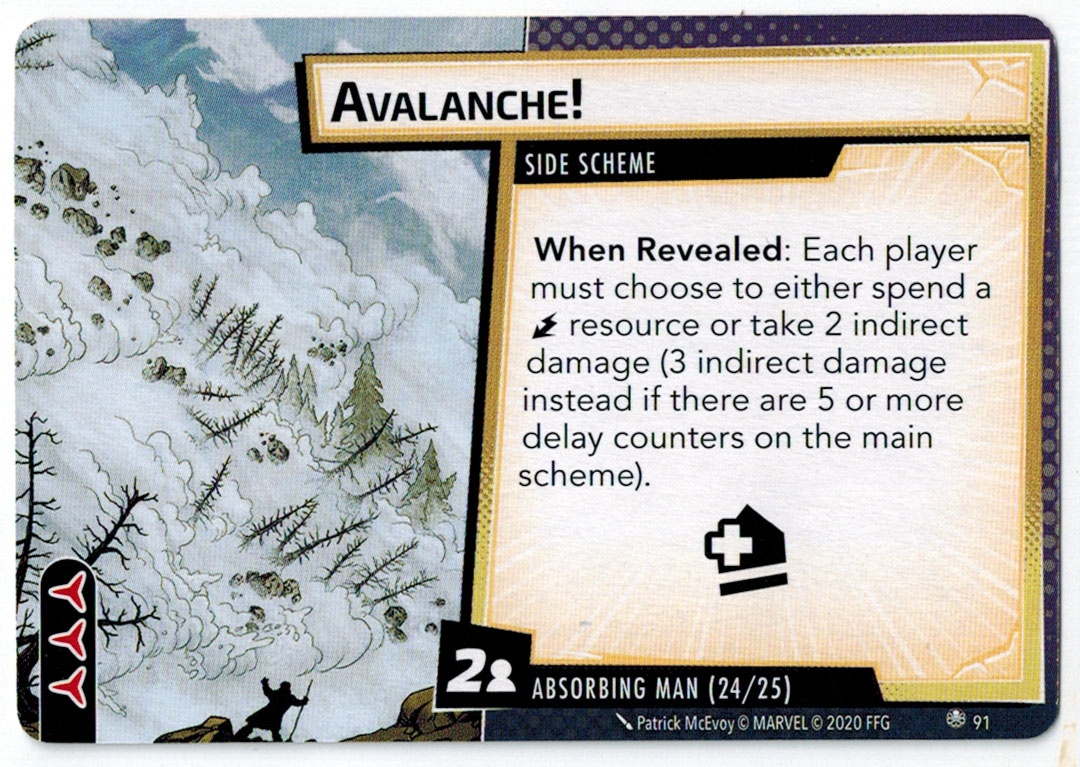 AVALANCHE!
SIDE SCHEME
When Revealed: Each player
must choose to either spend a
resource or take 2 indirect
damage (3 indirect damage
instead if there are 5 or more
delay counters on the main
scheme).
2
ABSORBING MAN (24/25)
Patrick McEvoy © MARVEL © 2020 FFG 91